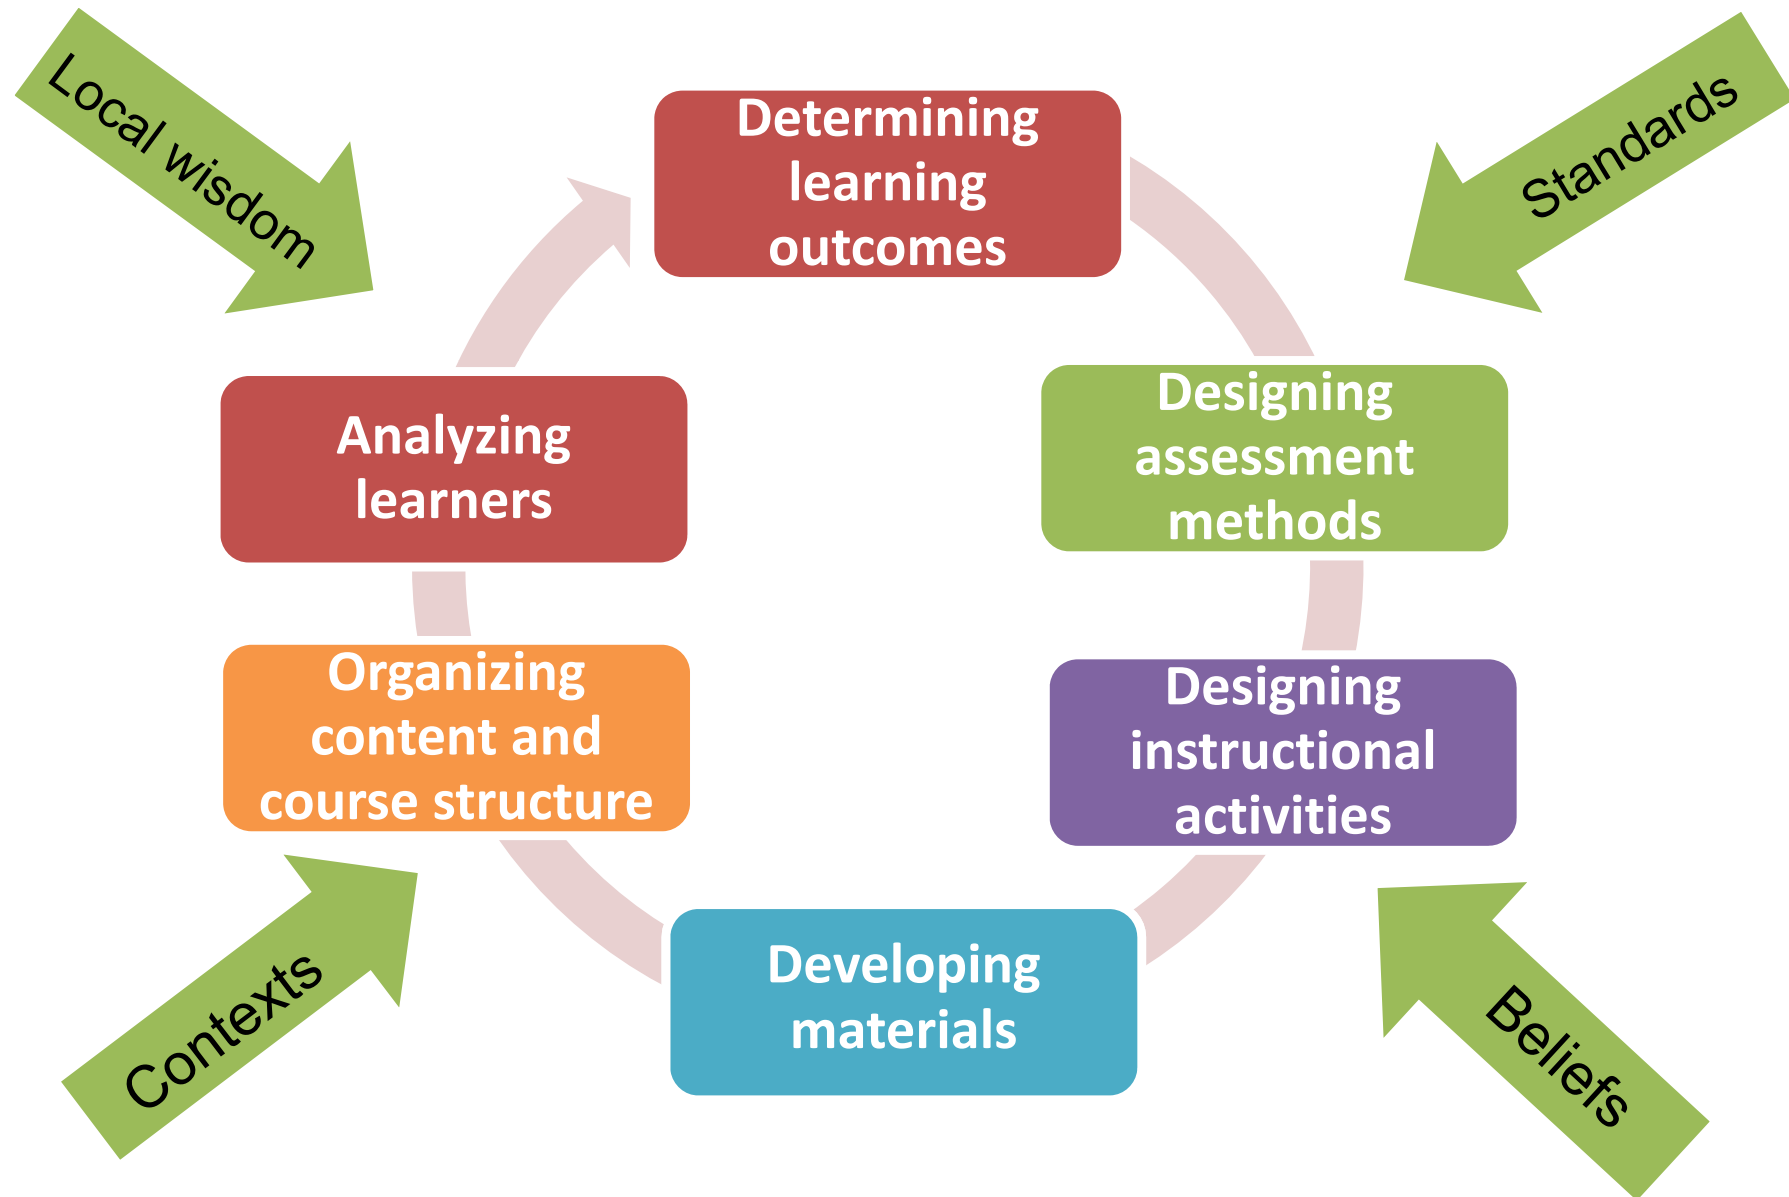 Local wisdom
Standards
Determining
learning
outcomes
Analyzing
learners
Designing
assessment
methods
Organizing
content and
course structure
Designing
instructional
activities
Developing
materials
Contexts
Beliefs